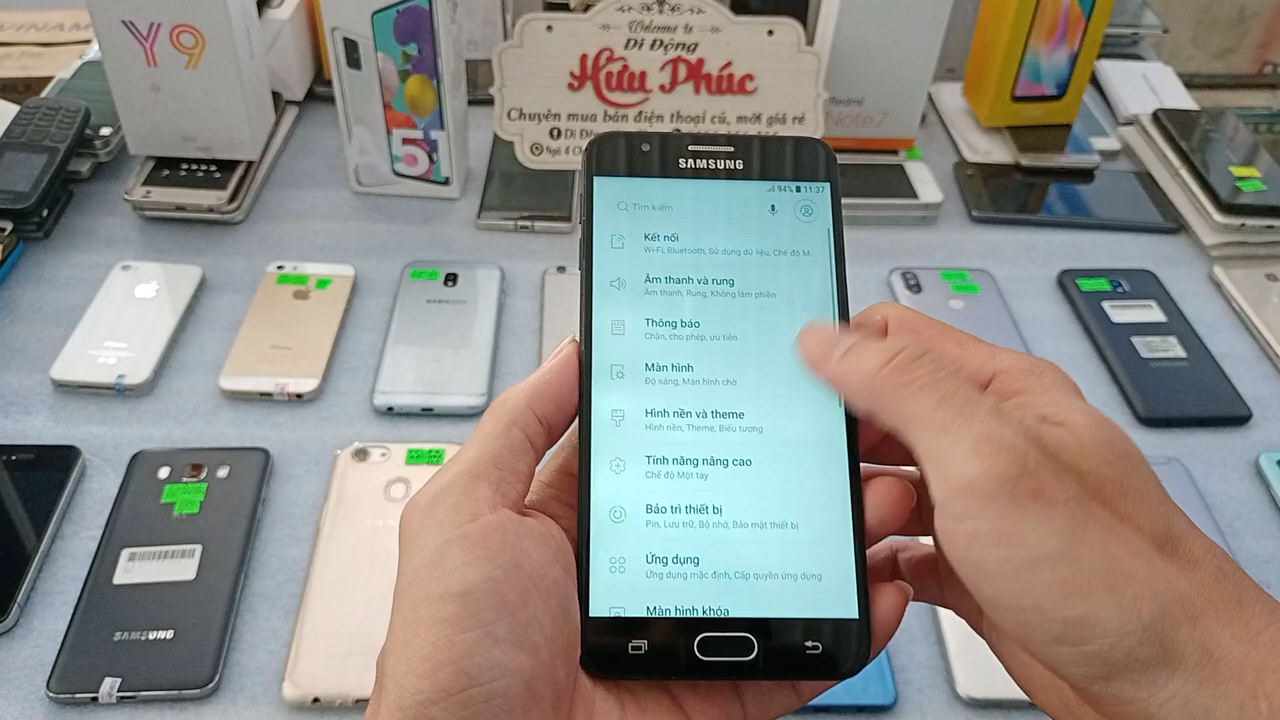 Y9
Welcome to
Di Động
Hữu Phúc
Chuyên mua bán điện thoại cũ, mới giá rẻ
Redmi
Note7
SAMSUNG
94% 11:37
Tìm kiếm
Kết nối
Wi-Fi, Bluetooth, Sử dụng dữ liệu, Chế độ M..
Âm thanh và rung
Âm thanh, Rung, Không làm phiền
Thông báo
Chặn, cho phép, ưu tiên
Màn hình
Độ sáng, Màn hình chờ
Hình nền và theme
Hình nền, Theme, Biểu tượng
Tính năng nâng cao
Chế độ Một tay
Bảo trì thiết bị
Pin, Lưu trữ, Bộ nhớ, Bảo mật thiết bị
Ứng dụng
Ứng dụng mặc định, Cấp quyền ứng dụng
Màn hình khóa
SAMSUNG